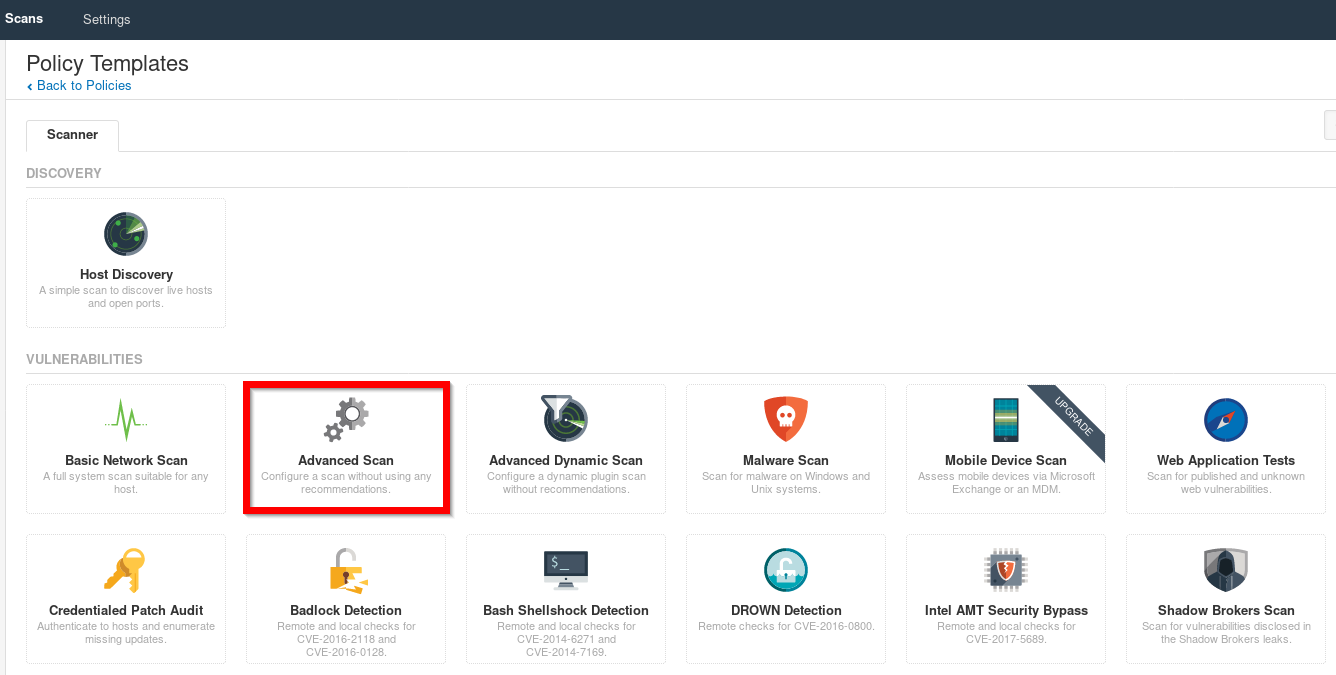 Scans Settings
Policy Templates
‹ Back to Policies
Scanner
DISCOVERY
Host Discovery
A simple scan to discover live hosts
and open ports.
VULNERABILITIES
Basic Network Scan
A full system scan suitable for any
host.
Advanced Scan
Configure a scan without using any
recommendations.
Advanced Dynamic Scan
Configure a dynamic plugin scan
without recommendations.
Malware Scan
Scan for malware on Windows and
Unix systems.
UPGRADE
Mobile Device Scan
Assess mobile devices via Microsoft
Exchange or an MDM.
Web Application Tests
Scan for published and unknown
web vulnerabilities.
Credentialed Patch Audit
Authenticate to hosts and enumerate
missing updates.
Badlock Detection
Remote and local checks for
CVE-2016-2118 and
CVE-2016-0128.
$_
Bash Shellshock Detection
Remote and local checks for
CVE-2014-6271 and
CVE-2014-7169.
DROWN Detection
Remote checks for CVE-2016-0800.
Intel AMT Security Bypass
Remote and local checks for
CVE-2017-5689.
Shadow Brokers Scan
Scan for vulnerabilities disclosed in
the Shadow Brokers leaks.